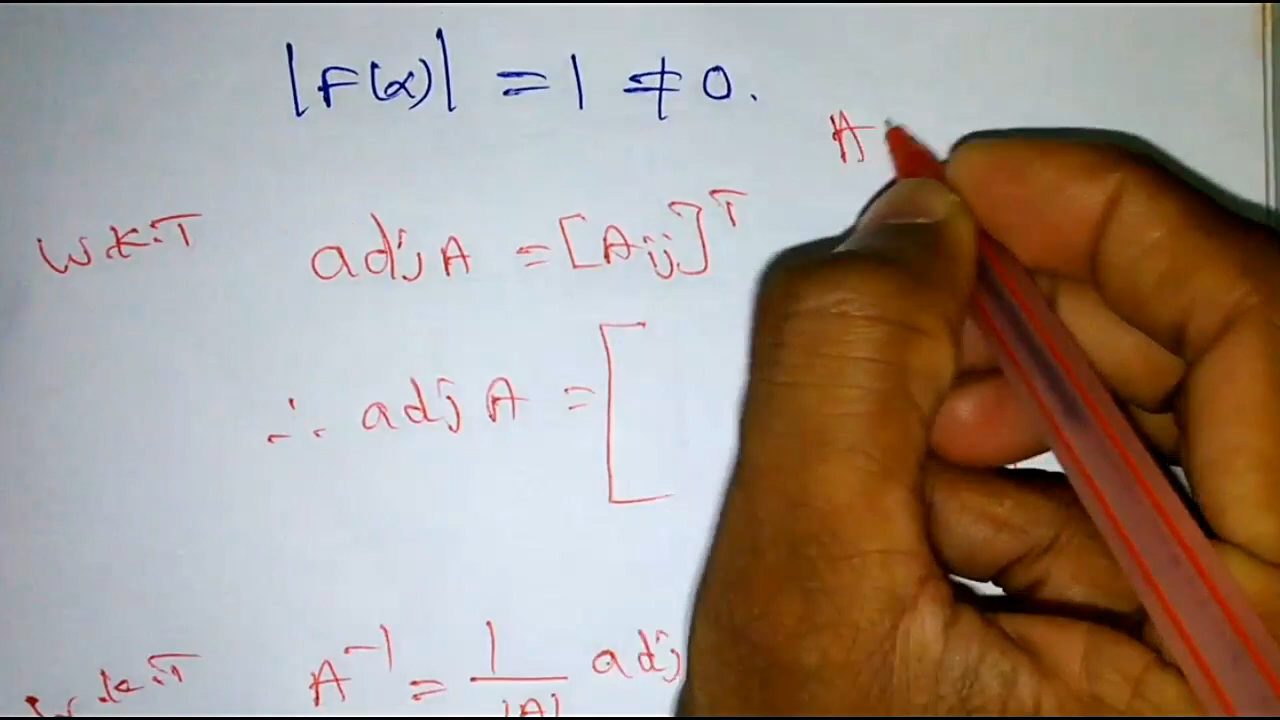 |F(α)| = 1 ≠ 0.
A
W.K.T adj A = [Aij]ᵀ
∴ adj A = [
W.K.T A⁻¹ = 1/|A| adj